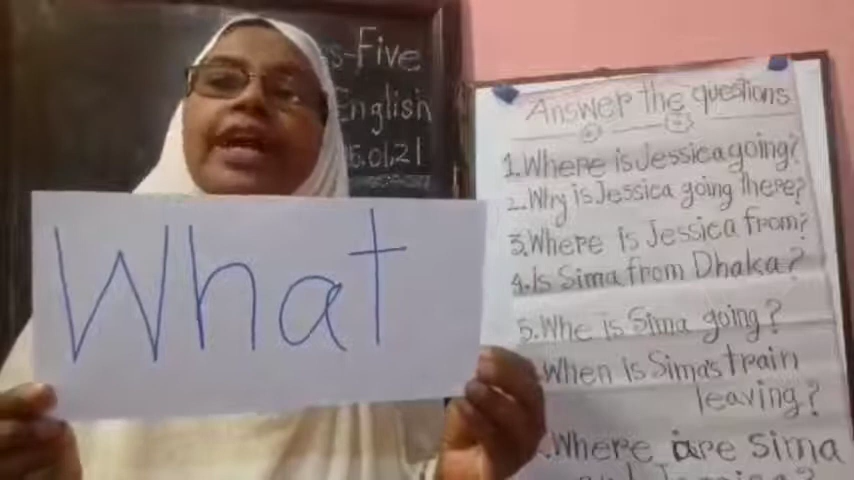 -Five
English
.01.21
What
Answer the questions
1.Where is Jessica going?
2.Why is Jessica going there?
3.Where is Jessica from?
4.Is Sima from Dhaka?
5.Whe is Sima going?
When is Sima's train
leaving?
Where are Sima